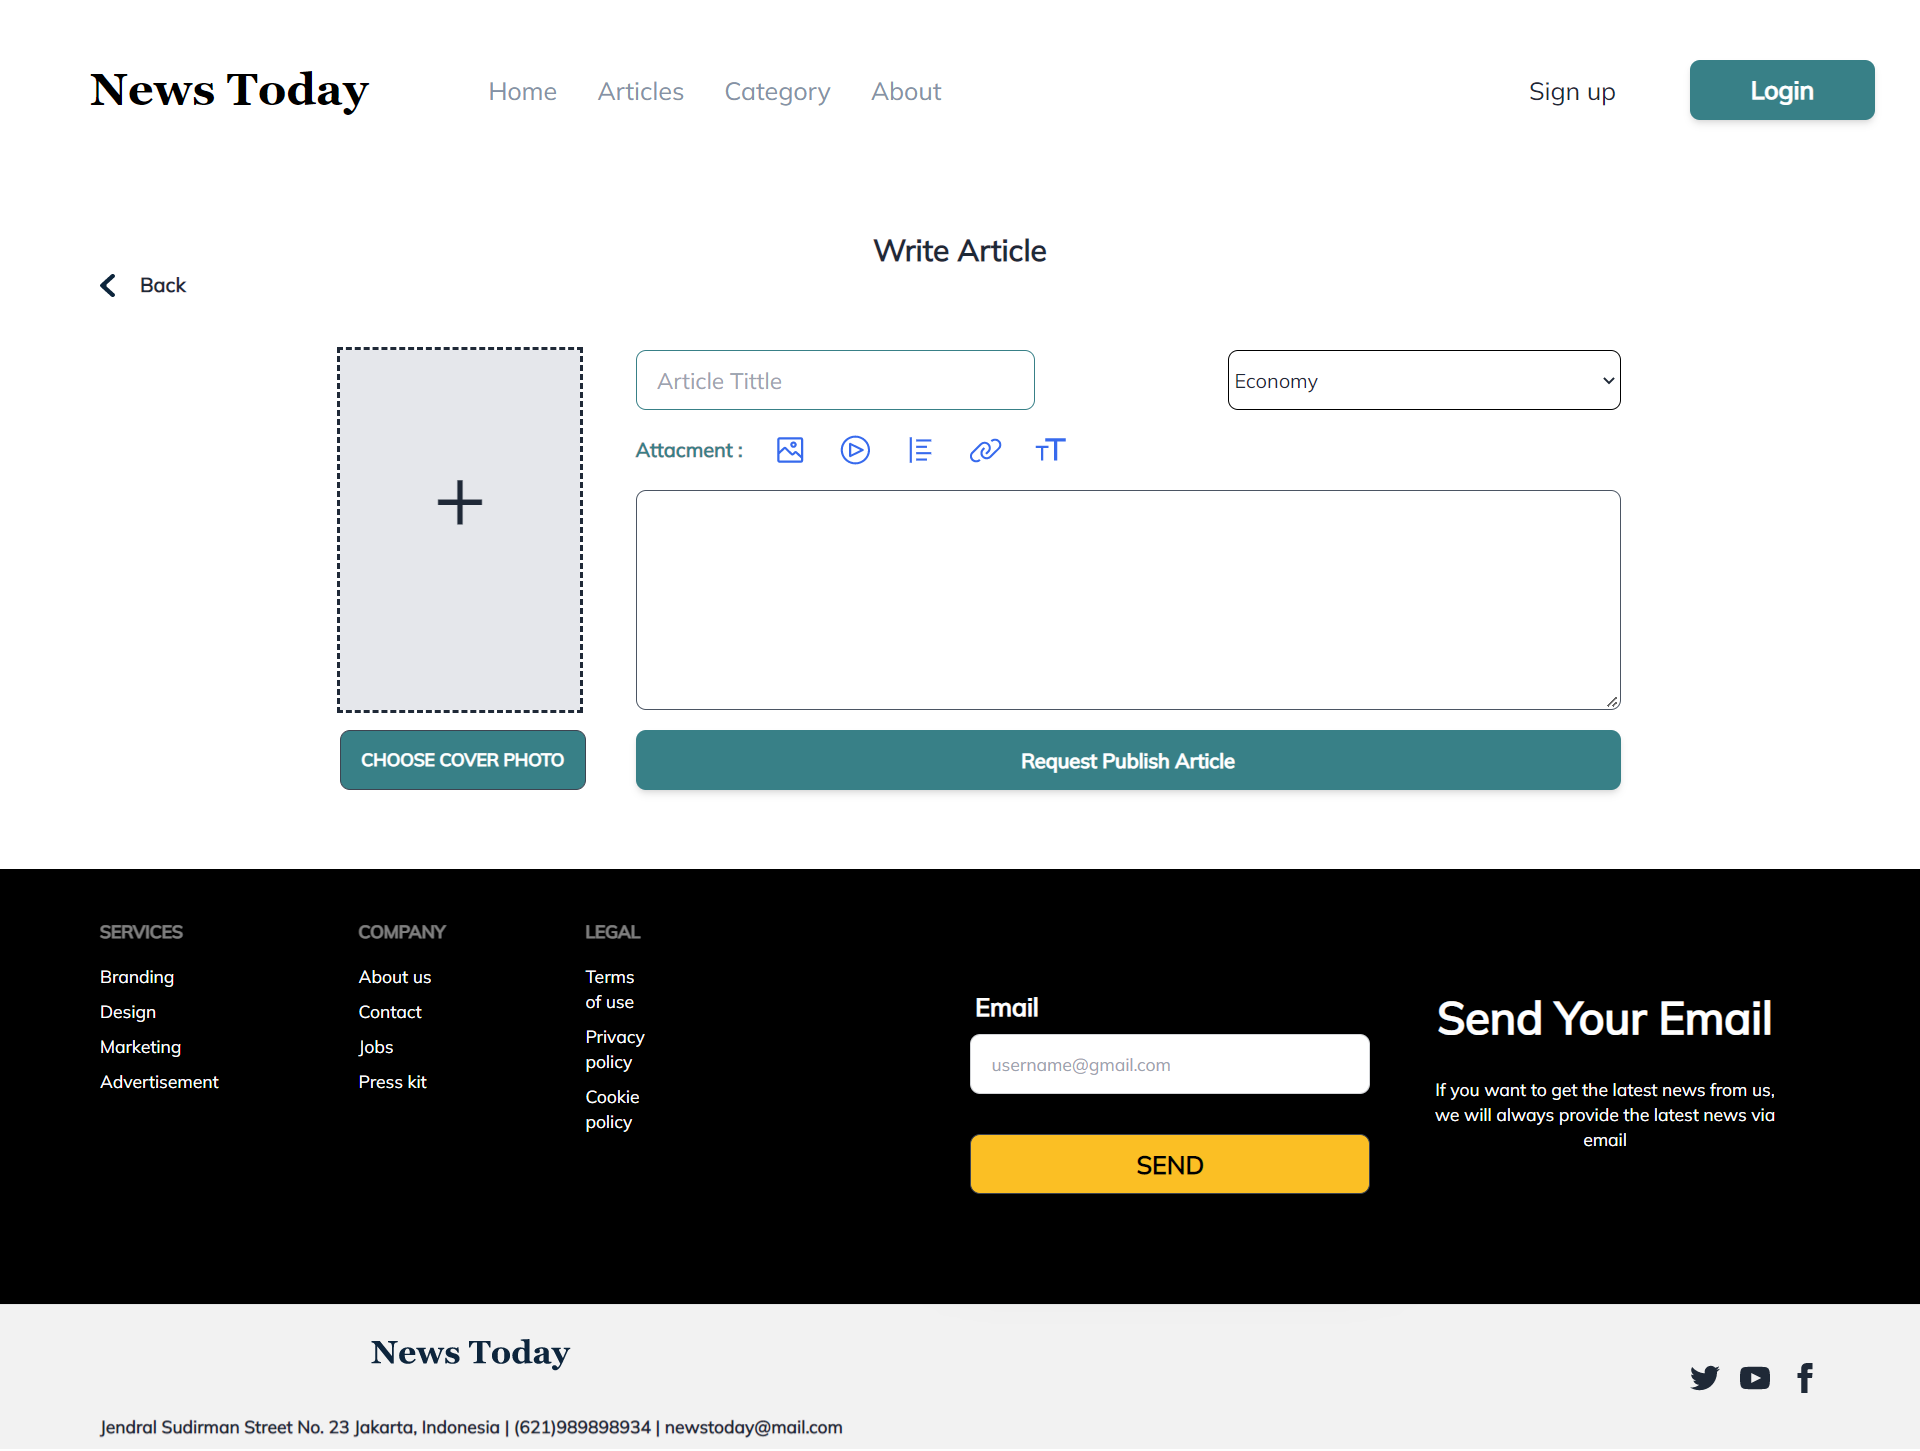 News Today
Home
Articles
Category
About
Sign up
Login
Write Article
Back
Article Tittle
Economy
Attacment :
TT
CHOOSE COVER PHOTO
Request Publish Article
SERVICES
Branding
Design
Marketing
Advertisement
COMPANY
About us
Contact
Jobs
Press kit
LEGAL
Terms
of use
Privacy
policy
Cookie
policy
Email
username@gmail.com
SEND
Send Your Email
If you want to get the latest news from us,
we will always provide the latest news via
email
News Today
Jendral Sudirman Street No. 23 Jakarta, Indonesia | (621)989898934 | newstoday@mail.com